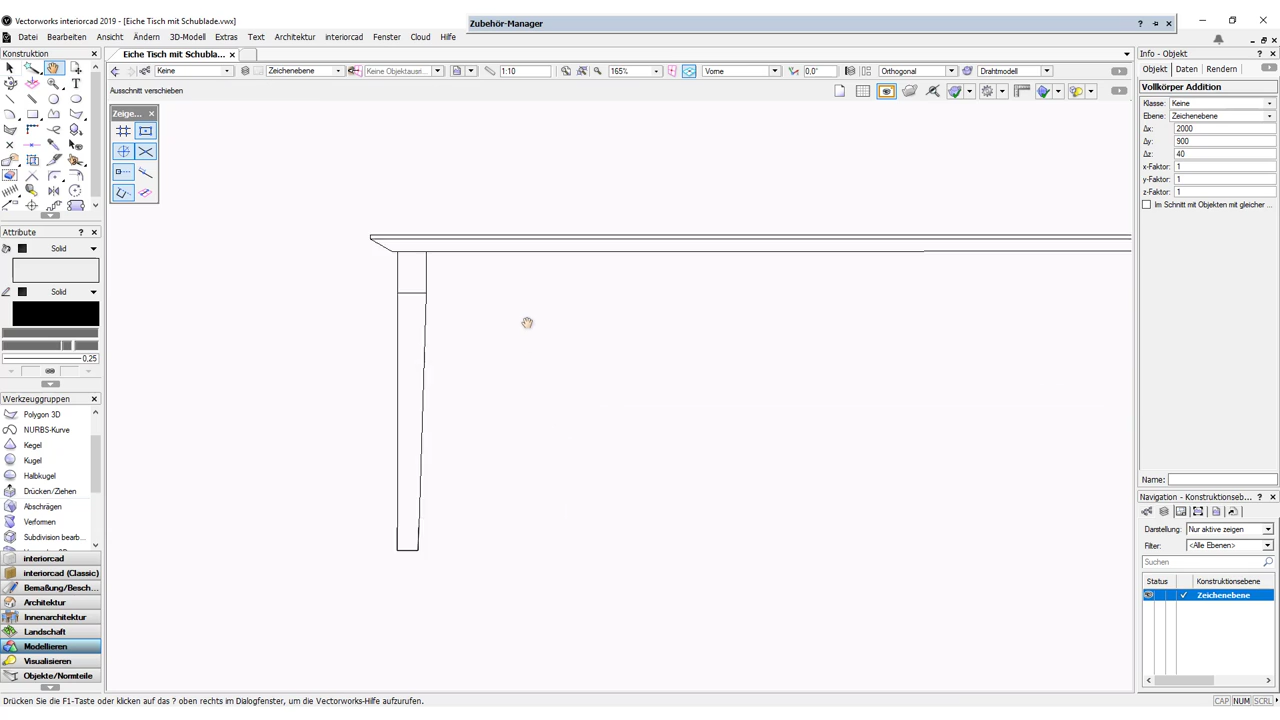 Vectorworks interiorcad 2019 - [Eiche Tisch mit Schublade.vwx]
Zubehör-Manager
Datei Bearbeiten Ansicht Ändern 3D-Modell Extras Text Architektur interiorcad Fenster Cloud Hilfe
Konstruktion
Eiche Tisch mit Schubla...
Keine
Zeichenebene
Keine Objektaust...
1:10
165%
Vorne
0,0°
Orthogonal
Drahtmodell
Ausschnitt verschieben
Zeige...
Attribute
Solid
Solid
0,25
Werkzeuggruppen
Polygon 3D
NURBS-Kurve
Kegel
Kugel
Halbkugel
Drücken/Ziehen
Abschrägen
Verformen
Subdivision bearb...
interiorcad
interiorcad (Classic)
Bemaßung/Besch...
Architektur
Innenarchitektur
Landschaft
Modellieren
Visualisieren
Objekte/Normteile
Info - Objekt
Objekt Daten Rendern
Vollkörper Addition
Klasse: Keine
Ebene: Zeichenebene
Δx: 2000
Δy: 900
Δz: 40
x-Faktor: 1
y-Faktor: 1
z-Faktor: 1
Im Schnitt mit Objekten mit gleicher ...
Name:
Navigation - Konstruktionseb...
Darstellung: Nur aktive zeigen
Filter: <Alle Ebenen>
Suchen
Status Konstruktionsebene
Zeichenebene
Drücken Sie die F1-Taste oder klicken auf das ? oben rechts im Dialogfenster, um die Vectorworks-Hilfe aufzurufen.
CAP NUM SCRL